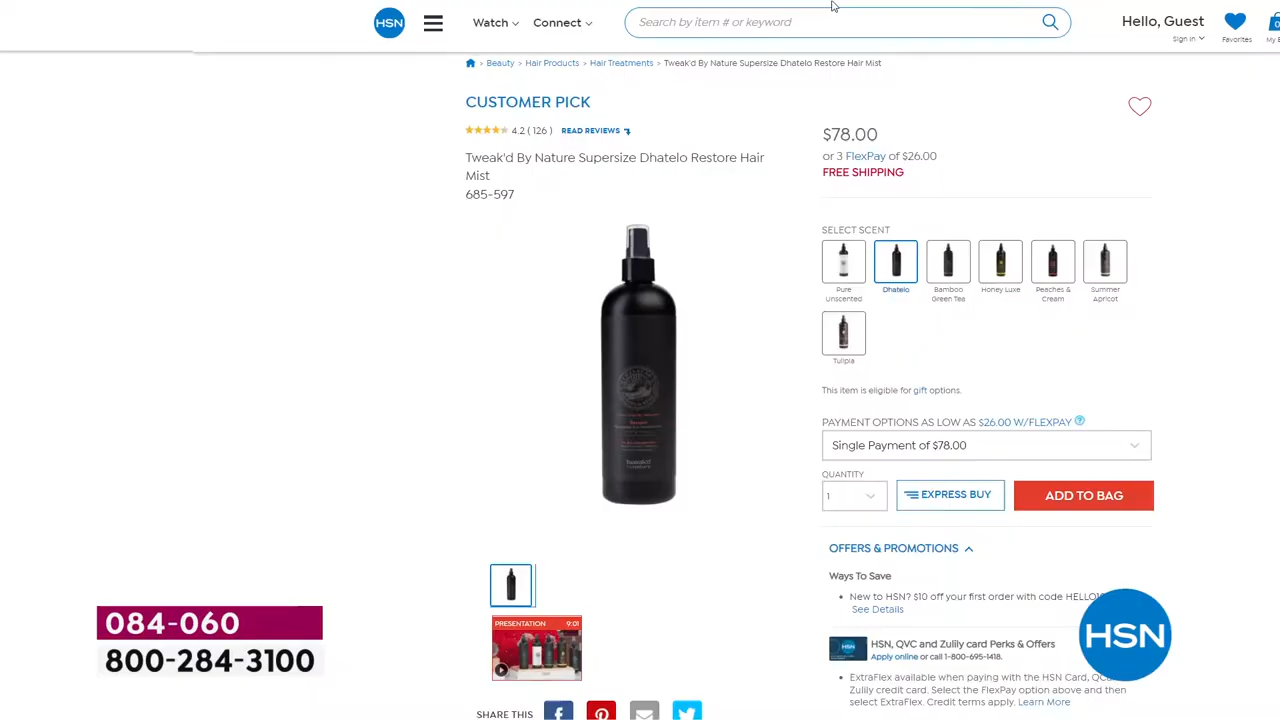 HSN
Watch
Connect
Search by item # or keyword
Hello, Guest
Sign In
Favorites
0
> Beauty > Hair Products > Hair Treatments > Tweak'd By Nature Supersize Dhatelo Restore Hair Mist
CUSTOMER PICK
4.2 ( 126 ) READ REVIEWS
Tweak'd By Nature Supersize Dhatelo Restore Hair
Mist
685-597
$78.00
or 3 FlexPay of $26.00
FREE SHIPPING
SELECT SCENT
Pure
Unscented
Dhatelo
Bamboo
Green Tea
Honey Luxe
Peaches &
Cream
Summer
Apricot
Tulipia
This item is eligible for gift options.
PAYMENT OPTIONS AS LOW AS $26.00 W/FLEXPAY ?
Single Payment of $78.00
QUANTITY
1
EXPRESS BUY
ADD TO BAG
OFFERS & PROMOTIONS
Ways To Save
• New to HSN? $10 off your first order with code
See Details
HSN, QVC and Zulily card Perks & Offers
Apply online or call 1-800-695-1418.
• ExtraFlex available when paying with the HSN Card,
Zulily credit card. Select the FlexPay option above and then
select ExtraFlex. Credit terms apply. Learn More
PRESENTATION 9:01
SHARE THIS
084-060
800-284-3100
HSN